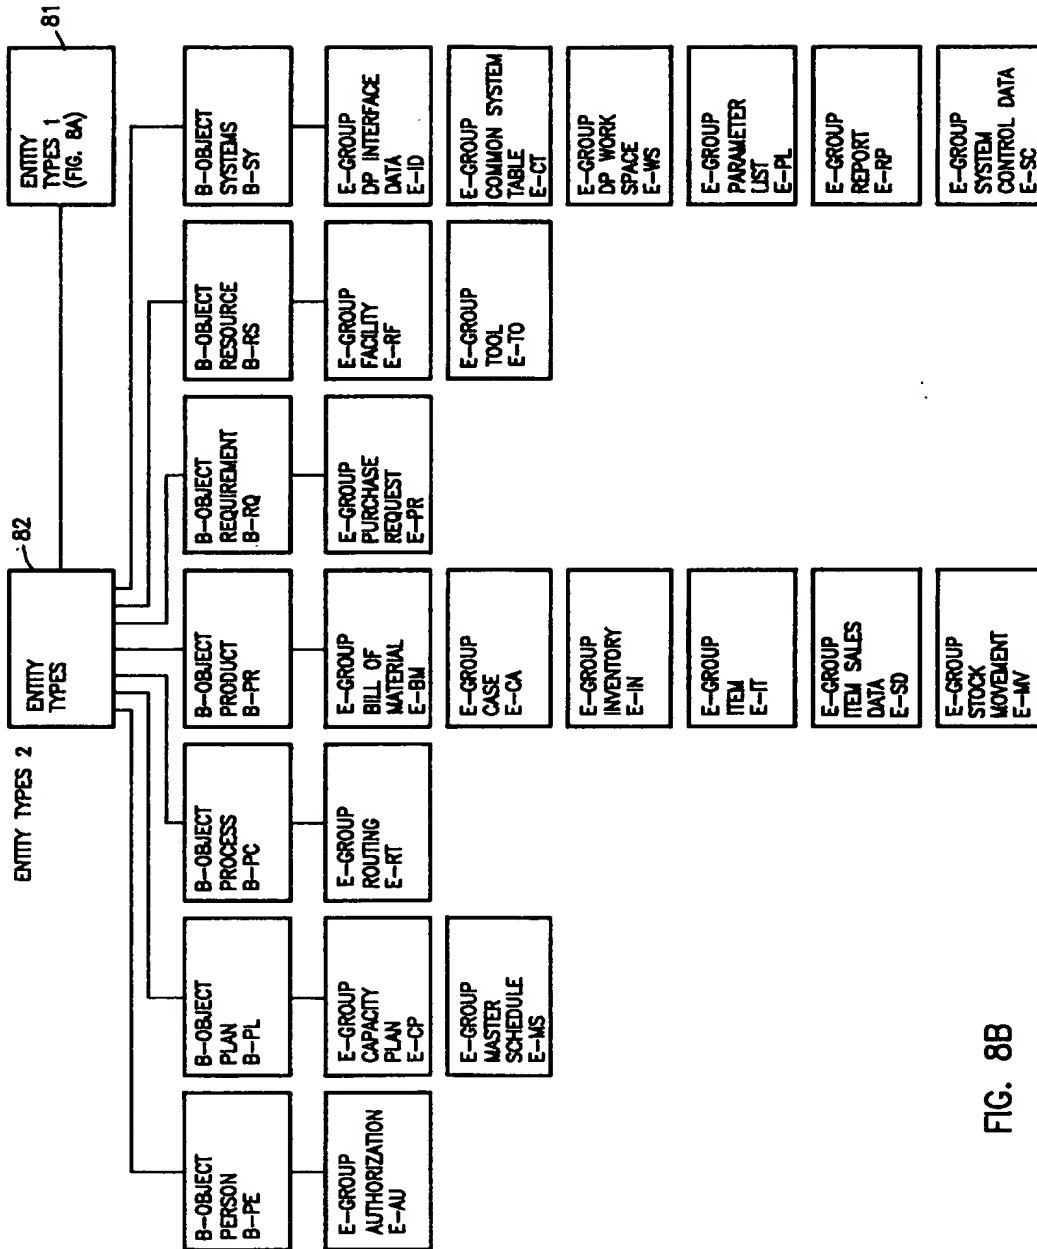 ENTITY TYPES 2
ENTITY
TYPES
82
ENTITY
TYPES 1
(FIG. 8A)
81
B-OBJECT
PERSON
B-PE
E-GROUP
AUTHORIZATION
E-AU
B-OBJECT
PLAN
B-PL
E-GROUP
CAPACITY
PLAN
E-CP
E-GROUP
MASTER
SCHEDULE
E-MS
B-OBJECT
PROCESS
B-PC
E-GROUP
ROUTING
E-RT
B-OBJECT
PRODUCT
B-PR
E-GROUP
BILL OF
MATERIAL
E-BM
E-GROUP
CASE
E-CA
E-GROUP
INVENTORY
E-IN
E-GROUP
ITEM
E-IT
E-GROUP
ITEM SALES
DATA
E-SD
E-GROUP
STOCK
MOVEMENT
E-MV
B-OBJECT
REQUIREMENT
B-RQ
E-GROUP
PURCHASE
REQUEST
E-PR
B-OBJECT
RESOURCE
B-RS
E-GROUP
FACILITY
E-RF
E-GROUP
TOOL
E-TO
B-OBJECT
SYSTEMS
B-SY
E-GROUP
DP INTERFACE
DATA
E-ID
E-GROUP
COMMON SYSTEM
TABLE
E-CT
E-GROUP
DP WORK
SPACE
E-WS
E-GROUP
PARAMETER
LIST
E-PL
E-GROUP
REPORT
E-RP
E-GROUP
SYSTEM
CONTROL DATA
E-SC
FIG. 8B